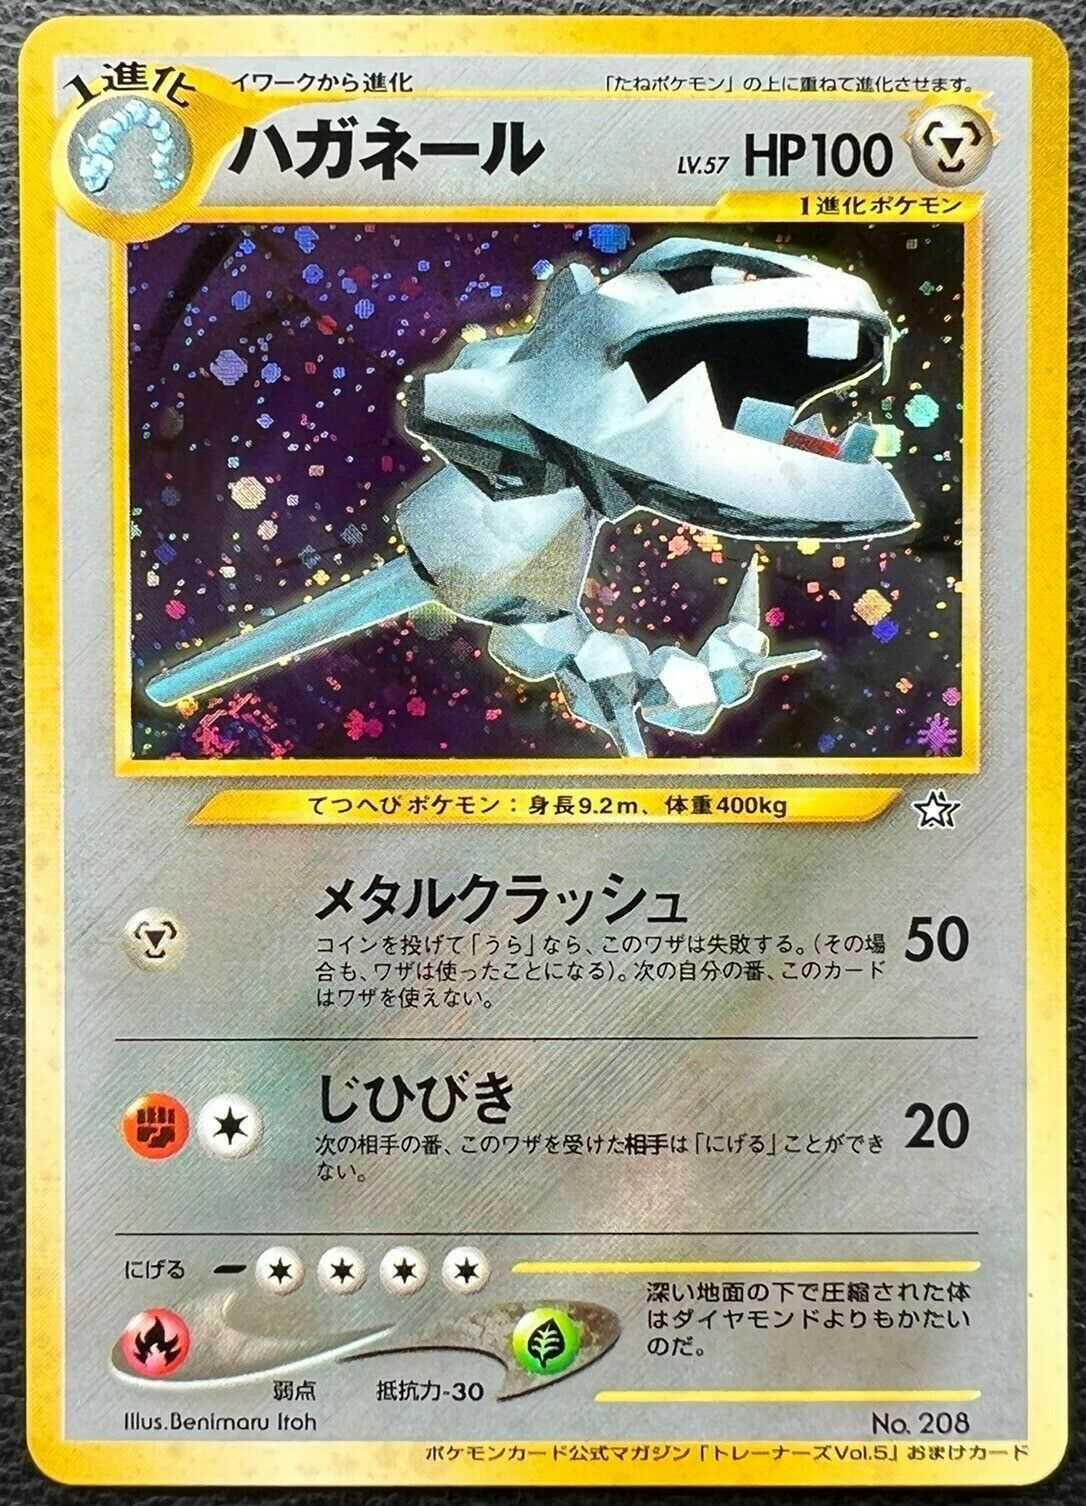 1進化
イワークから進化
「たねポケモン」の上に重ねて進化させます。
ハガネール
LV.57 HP100
1進化ポケモン
てつへびポケモン：身長9.2m、体重400kg
メタルクラッシュ
50
コインを投げて「うら」なら、このワザは失敗する。（その場
合も、ワザは使ったことになる）。次の自分の番、このカード
はワザを使えない。
じひびき
20
次の相手の番、このワザを受けた相手は「にげる」ことができ
ない。
にげる
深い地面の下で圧縮された体
はダイヤモンドよりもかたい
のだ。
弱点
抵抗力-30
Illus.Benimaru Itoh
No. 208
ポケモンカード公式マガジン「トレーナーズVol.5」おまけカード